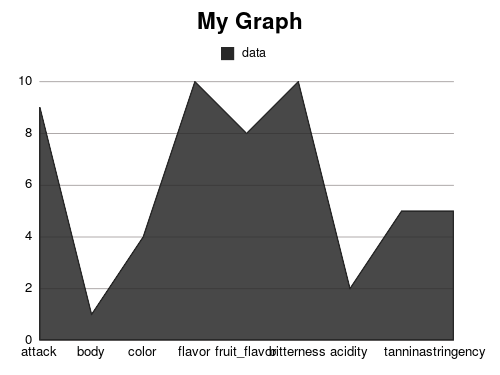 My Graph
data
10
8
6
4
2
0
attack body color flavor fruit_flavor bitterness acidity tannin astringency